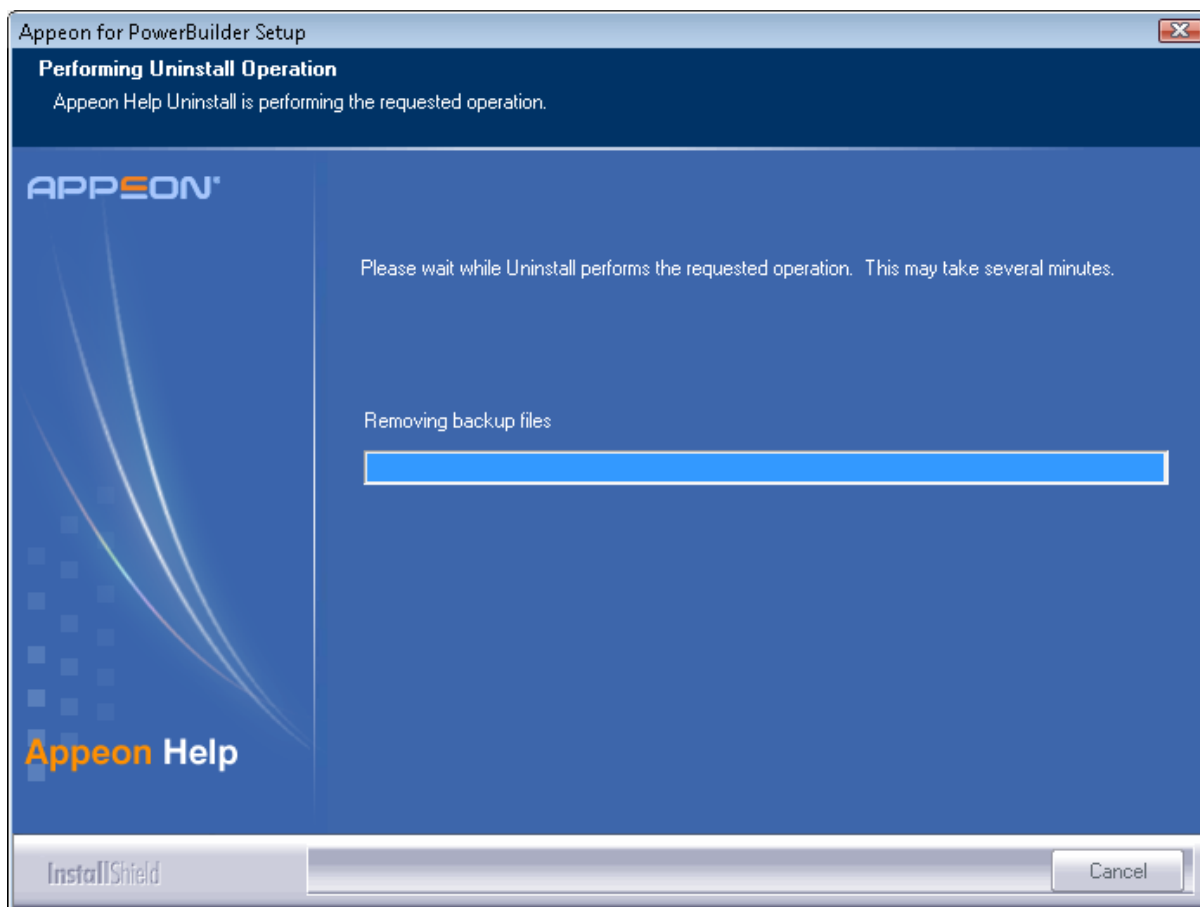 Appeon for PowerBuilder Setup
Performing Uninstall Operation
Appeon Help Uninstall is performing the requested operation.
APPEON
Please wait while Uninstall performs the requested operation.  This may take several minutes.
Removing backup files
Appeon Help
InstallShield
Cancel